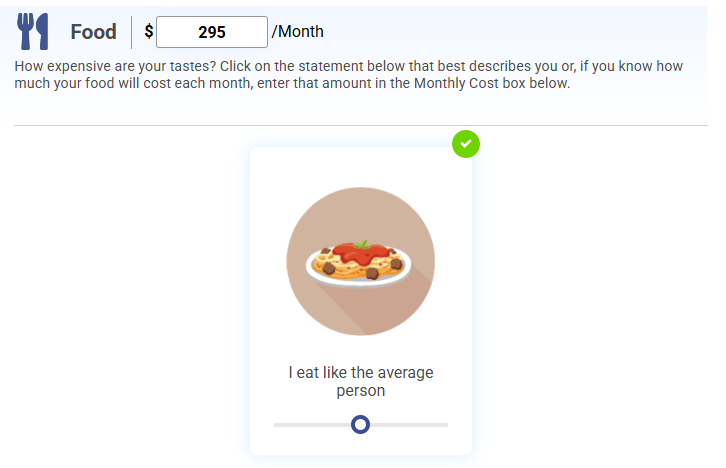 Food $ 295 /Month
How expensive are your tastes? Click on the statement below that best describes you or, if you know how
much your food will cost each month, enter that amount in the Monthly Cost box below.
I eat like the average
person